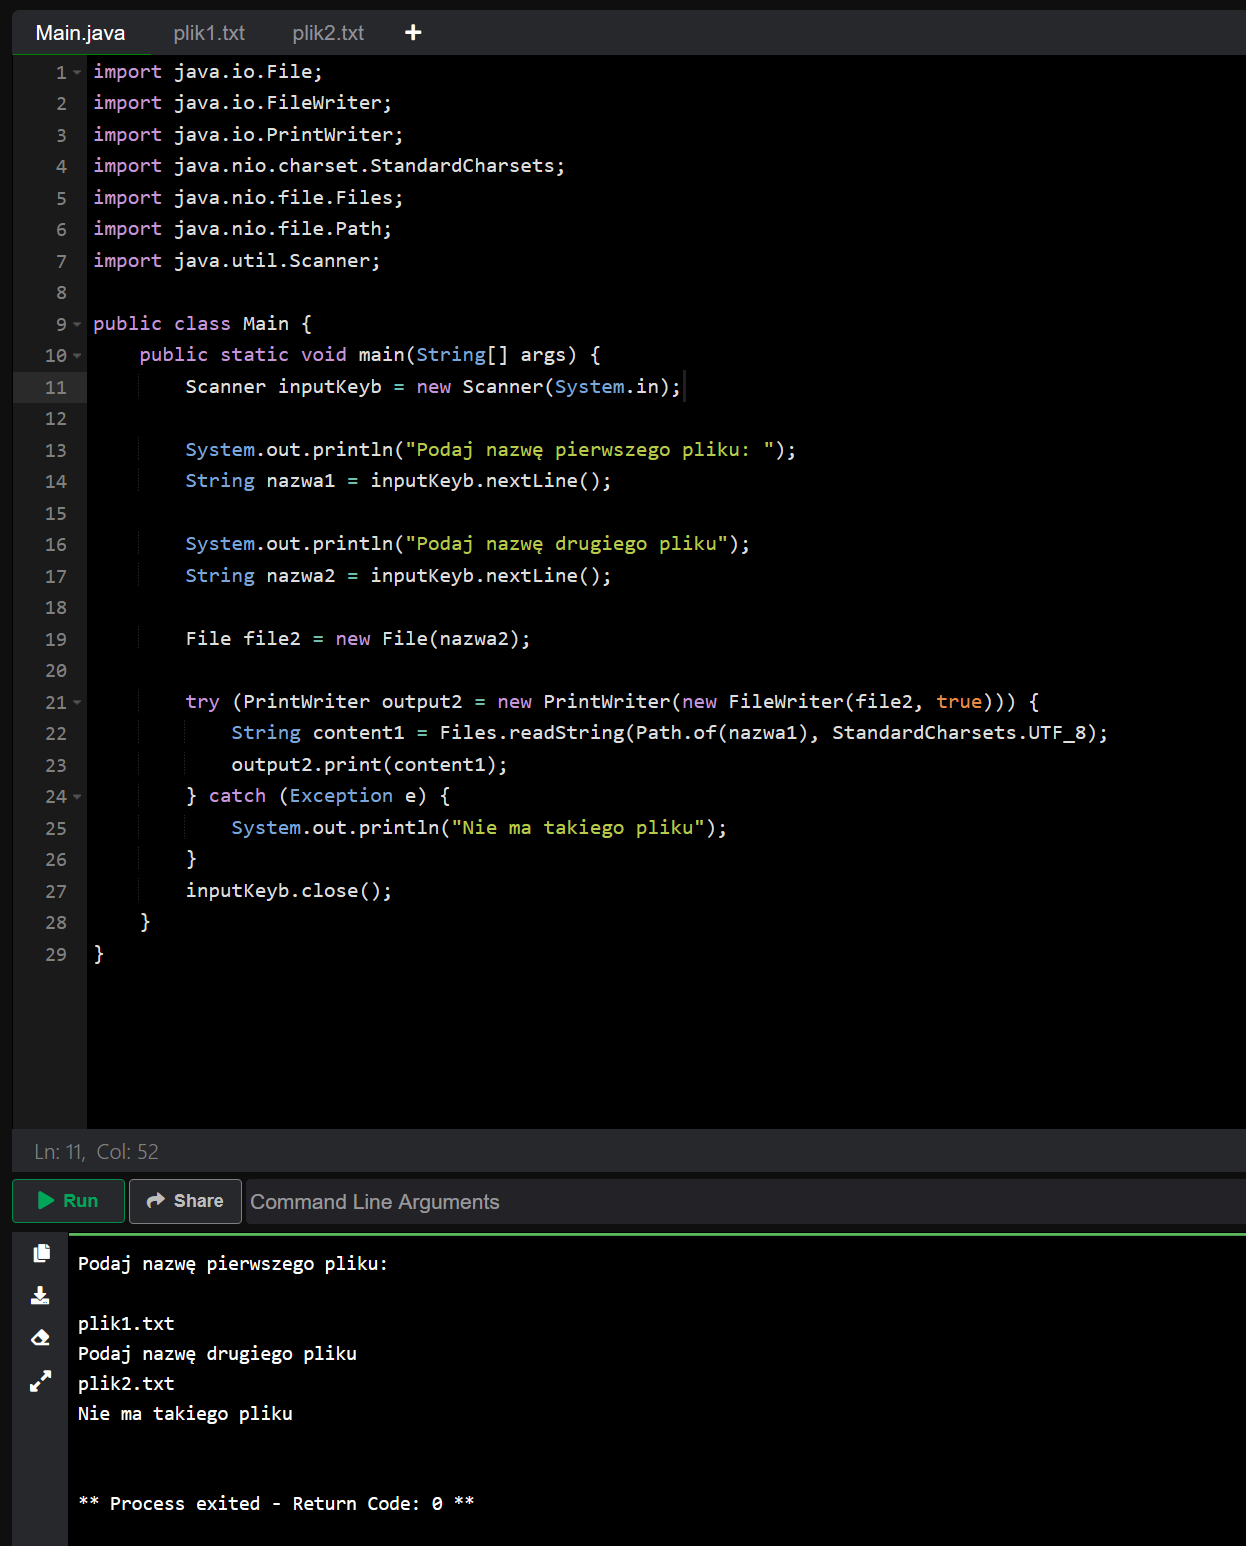 Main.java plik1.txt plik2.txt +
1 import java.io.File;
2 import java.io.FileWriter;
3 import java.io.PrintWriter;
4 import java.nio.charset.StandardCharsets;
5 import java.nio.file.Files;
6 import java.nio.file.Path;
7 import java.util.Scanner;
8
9 public class Main {
10     public static void main(String[] args) {
11         Scanner inputKeyb = new Scanner(System.in);
12
13         System.out.println("Podaj nazwę pierwszego pliku: ");
14         String nazwa1 = inputKeyb.nextLine();
15
16         System.out.println("Podaj nazwę drugiego pliku");
17         String nazwa2 = inputKeyb.nextLine();
18
19         File file2 = new File(nazwa2);
20
21         try (PrintWriter output2 = new PrintWriter(new FileWriter(file2, true))) {
22             String content1 = Files.readString(Path.of(nazwa1), StandardCharsets.UTF_8);
23             output2.print(content1);
24         } catch (Exception e) {
25             System.out.println("Nie ma takiego pliku");
26         }
27         inputKeyb.close();
28     }
29 }
Ln: 11, Col: 52
Run Share Command Line Arguments
Podaj nazwę pierwszego pliku:
plik1.txt
Podaj nazwę drugiego pliku
plik2.txt
Nie ma takiego pliku
** Process exited - Return Code: 0 **